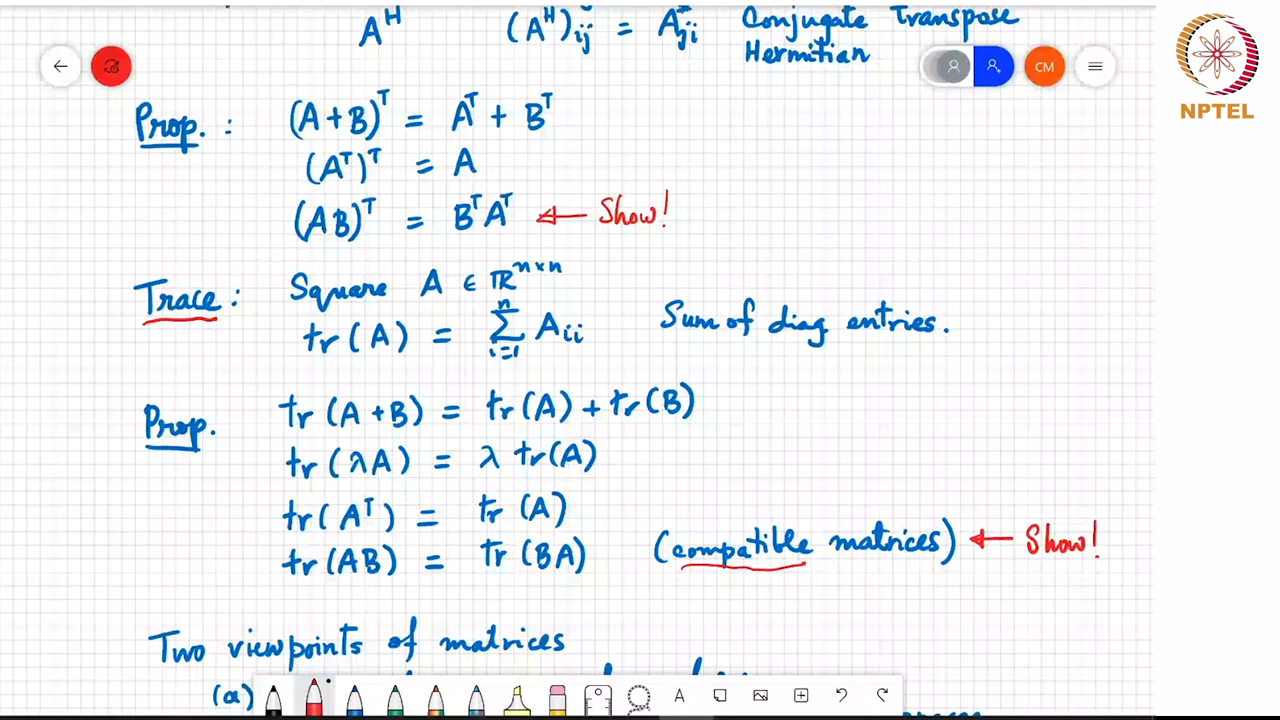 A^H (A^H)_ij = A*_ji Conjugate Transpose
Hermitian
CM
NPTEL
Prop. : (A+B)^T = A^T + B^T
(A^T)^T = A
(AB)^T = B^T A^T ← Show!
Trace : Square A ∈ ℝ^{n×n}
tr(A) = ∑_{i=1}^{n} A_ii Sum of diag entries.
Prop. tr(A+B) = tr(A) + tr(B)
tr(λA) = λ tr(A)
tr(A^T) = tr(A)
tr(AB) = tr(BA) (compatible matrices) ← Show!
Two viewpoints of matrices
(a)
A